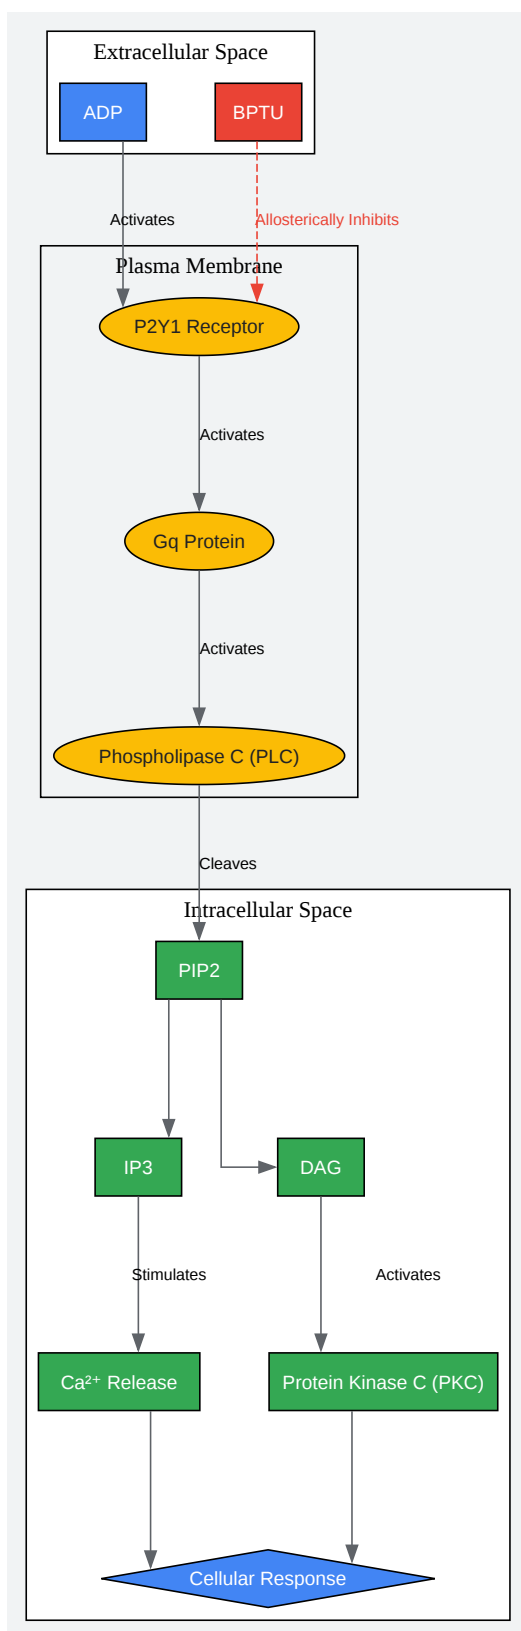 Extracellular Space
ADP
BPTU
Activates
Allosterically Inhibits
Plasma Membrane
P2Y1 Receptor
Activates
Gq Protein
Activates
Phospholipase C (PLC)
Cleaves
Intracellular Space
PIP2
IP3
DAG
Stimulates
Activates
Ca²⁺ Release
Protein Kinase C (PKC)
Cellular Response